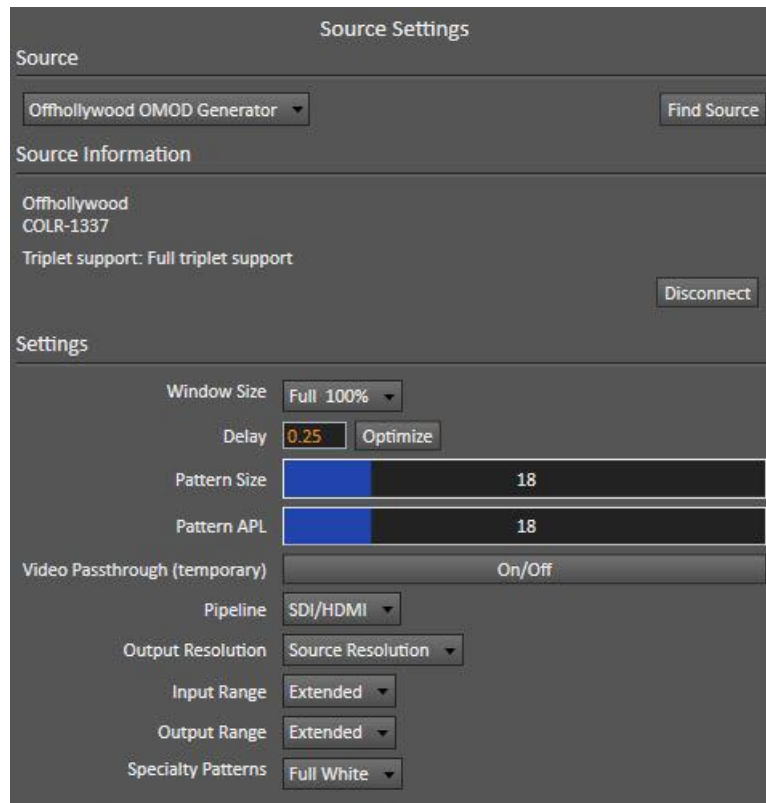 Source Settings
Source
Offhollywood OMOD Generator
Find Source
Source Information
Offhollywood
COLR-1337
Triplet support: Full triplet support
Disconnect
Settings
Window Size Full 100%
Delay 0.25 Optimize
Pattern Size 18
Pattern APL 18
Video Passthrough (temporary) On/Off
Pipeline SDI/HDMI
Output Resolution Source Resolution
Input Range Extended
Output Range Extended
Specialty Patterns Full White